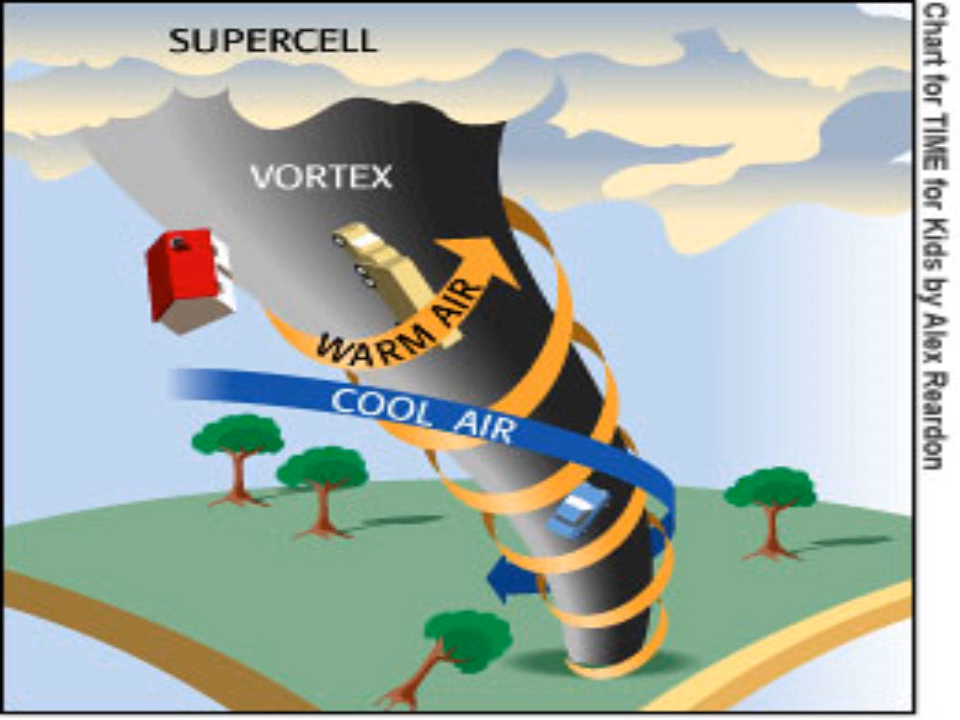 SUPERCELL
VORTEX
WARM AIR
COOL AIR
Chart for TIME for Kids by Alex Reardon